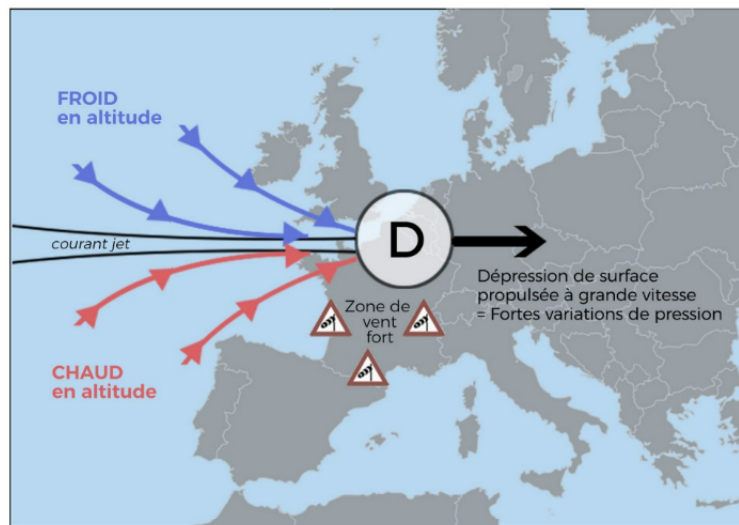 FROID
en altitude
courant jet
D
Dépression de surface
propulsée à grande vitesse
= Fortes variations de pression
Zone de
vent
fort
CHAUD
en altitude